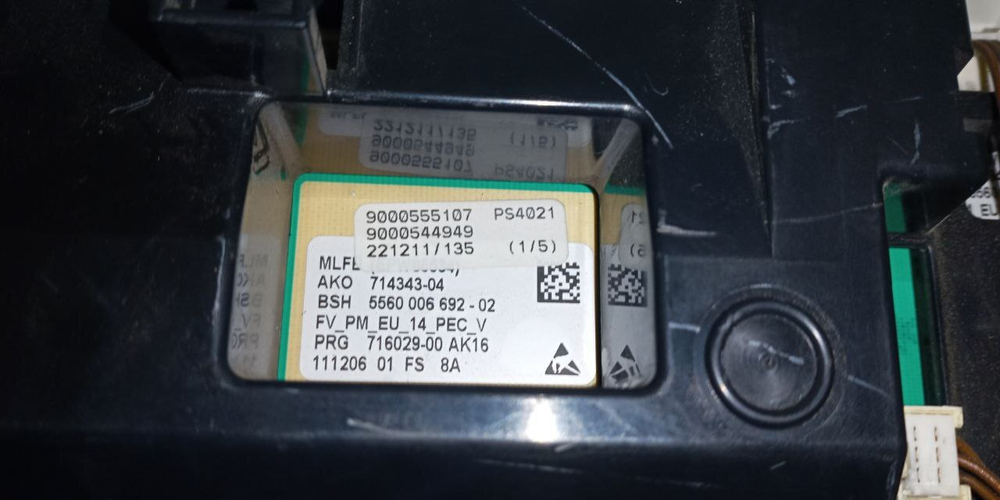 9000555107 PS4021
9000544949
221211/135 (1/5)
AKO 714343-04
BSH 5560 006 692 - 02
FV_PM_EU_14_PEC_V
PRG 716029-00 AK16
111206 01 FS 8A